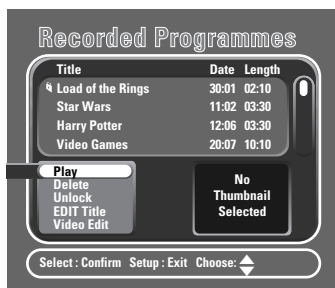 Recorded Programmes
Title Date Length
Load of the Rings 30:01 02:10
Star Wars 11:02 03:30
Harry Potter 12:06 03:30
Video Games 20:07 10:10
Play
Delete
Unlock
EDIT Title
Video Edit
No
Thumbnail
Selected
Select : Confirm Setup : Exit Choose: